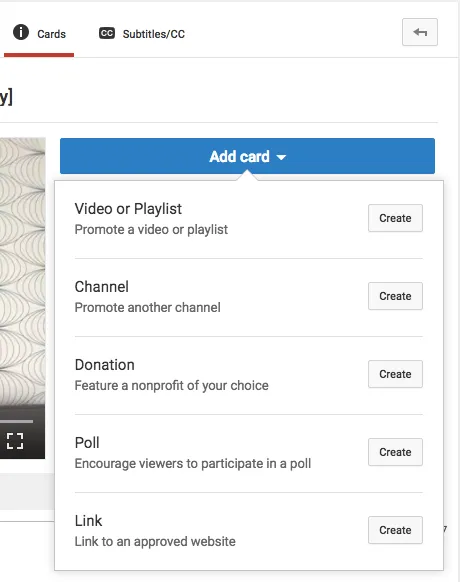 Cards
CC Subtitles/CC
y]
Add card
Video or Playlist
Promote a video or playlist
Create
Channel
Promote another channel
Create
Donation
Feature a nonprofit of your choice
Create
Poll
Encourage viewers to participate in a poll
Create
Link
Link to an approved website
Create
7